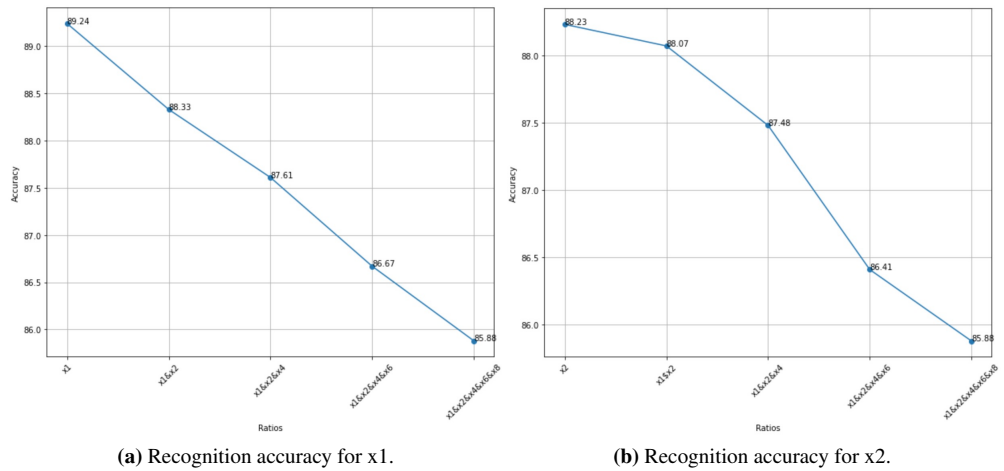 89.24
89.0
88.5
88.33
88.0
87.61
87.5
87.0
86.67
86.5
86.0
85.88
Accuracy
x1
x1&x2
x1&x2&x4
x1&x2&x4&x6
x1&x2&x4&x6&x8
Ratios
(a) Recognition accuracy for x1.
88.23
88.07
88.0
87.5
87.48
87.0
86.5
86.41
86.0
85.88
Accuracy
x2
x1$x2
x1&x2&x4
x1&x2&x4&x6
x1&x2&x4&x6&x8
Ratios
(b) Recognition accuracy for x2.